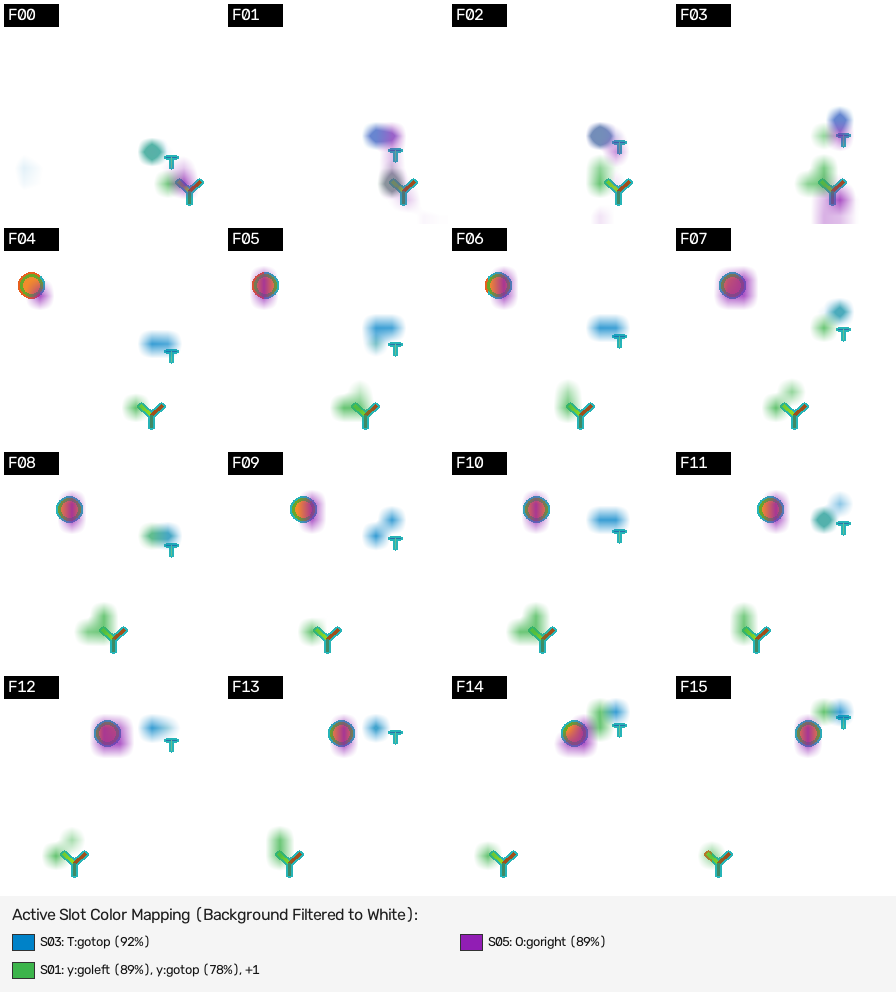 F00 F01 F02 F03
F04 F05 F06 F07
F08 F09 F10 F11
F12 F13 F14 F15
Active Slot Color Mapping (Background Filtered to White):
S03: T:gotop (92%) S05: O:goright (89%)
S01: y:goleft (89%), y:gotop (78%), +1